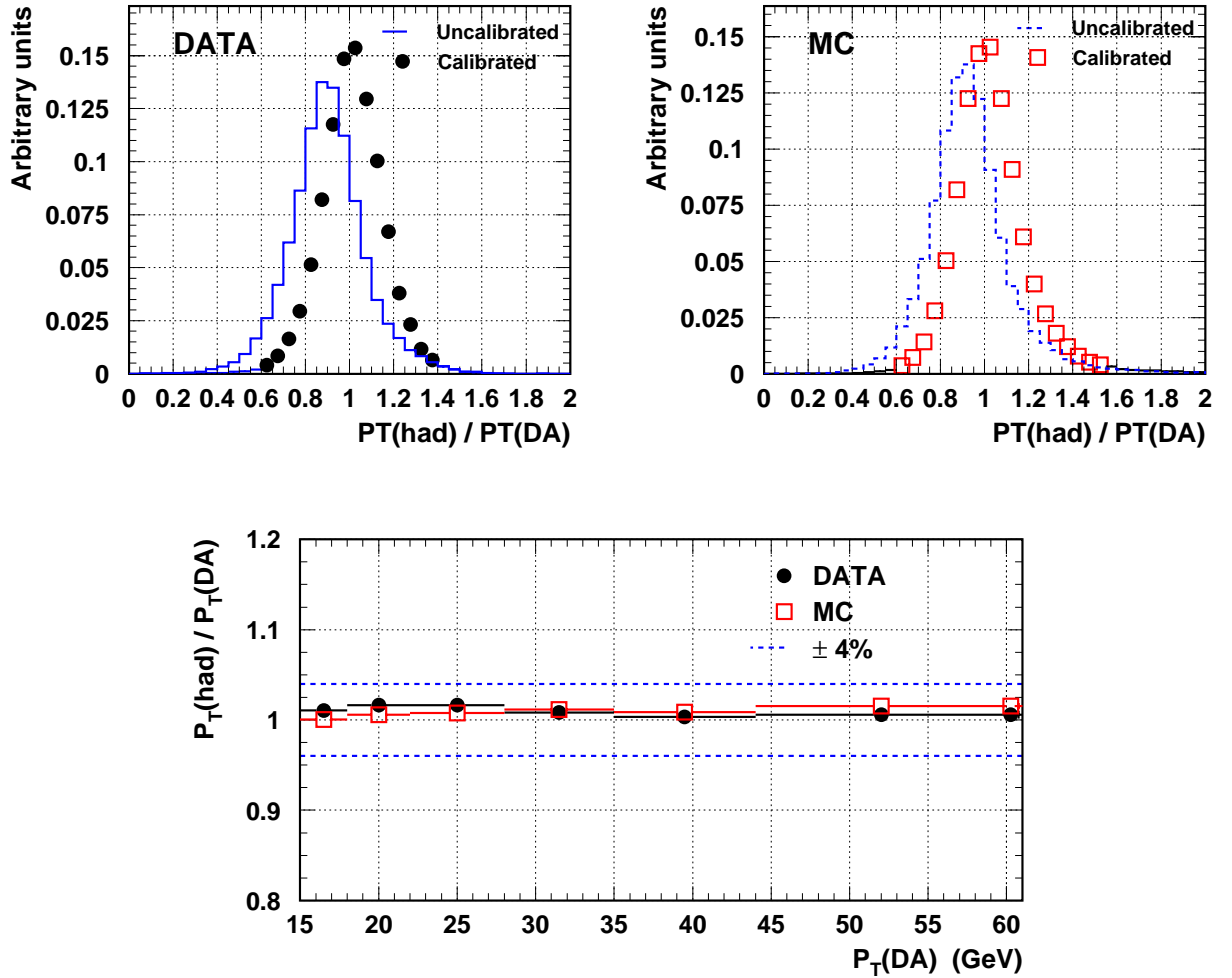 Arbitrary units
DATA
Uncalibrated
Calibrated
0.15
0.125
0.1
0.075
0.05
0.025
0
0 0.2 0.4 0.6 0.8 1 1.2 1.4 1.6 1.8 2
PT(had) / PT(DA)
Arbitrary units
MC
Uncalibrated
Calibrated
0.15
0.125
0.1
0.075
0.05
0.025
0
0 0.2 0.4 0.6 0.8 1 1.2 1.4 1.6 1.8 2
PT(had) / PT(DA)
P_T(had) / P_T(DA)
1.2
1.1
1
0.9
0.8
DATA
MC
± 4%
15 20 25 30 35 40 45 50 55 60
P_T(DA) (GeV)